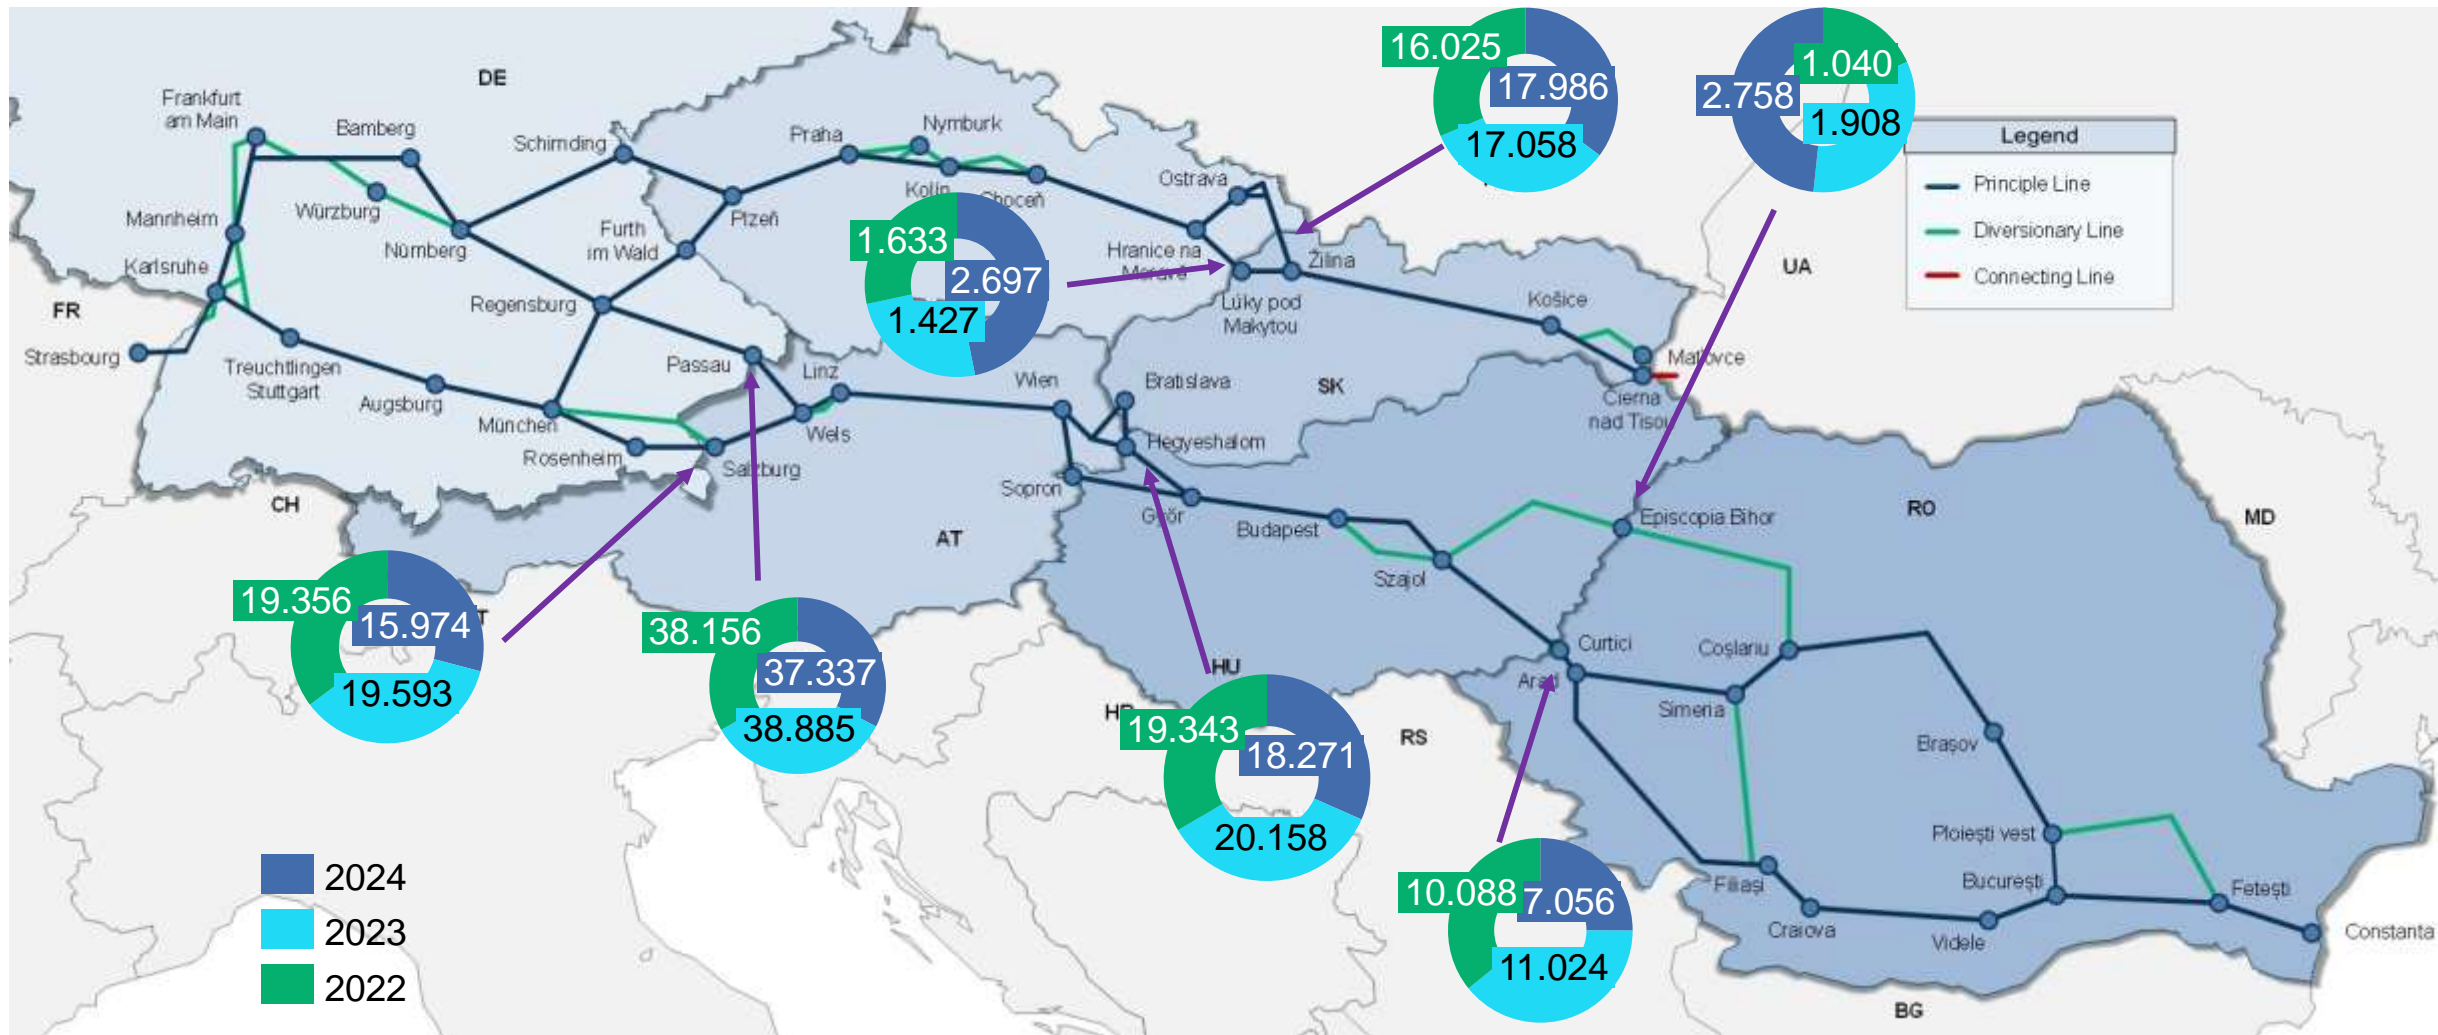 DE
Frankfurt
am Main
Bamberg
Schirnding
Praha
Nymburk
Kolín
Choceň
Ostrava
Mannheim
Würzburg
Nürnberg
Furth
im Wald
Plzeň
Hranice na
Moravě
Žilina
Karlsruhe
Regensburg
Lúky pod
Makytou
Košice
UA
FR
Strasbourg
Treuchtlingen
Stuttgart
Augsburg
München
Rosenheim
Passau
Linz
Wels
Salzburg
Wien
Bratislava
Hegyeshalom
SK
Maťovce
Čierna
nad Tisou
CH
AT
Sopron
Győr
Budapest
Szajol
Episcopia Bihor
RO
MD
HU
Curtici
Arad
Coşlariu
Simeria
HR
RS
Braşov
Ploieşti vest
Bucureşti
Feteşti
Constanta
Filiaşi
Craiova
Videle
BG
16.025
17.986
17.058
1.040
2.758
1.908
Legend
Principle Line
Diversionary Line
Connecting Line
1.633
2.697
1.427
19.356
15.974
19.593
38.156
37.337
38.885
19.343
18.271
20.158
10.088
7.056
11.024
2024
2023
2022